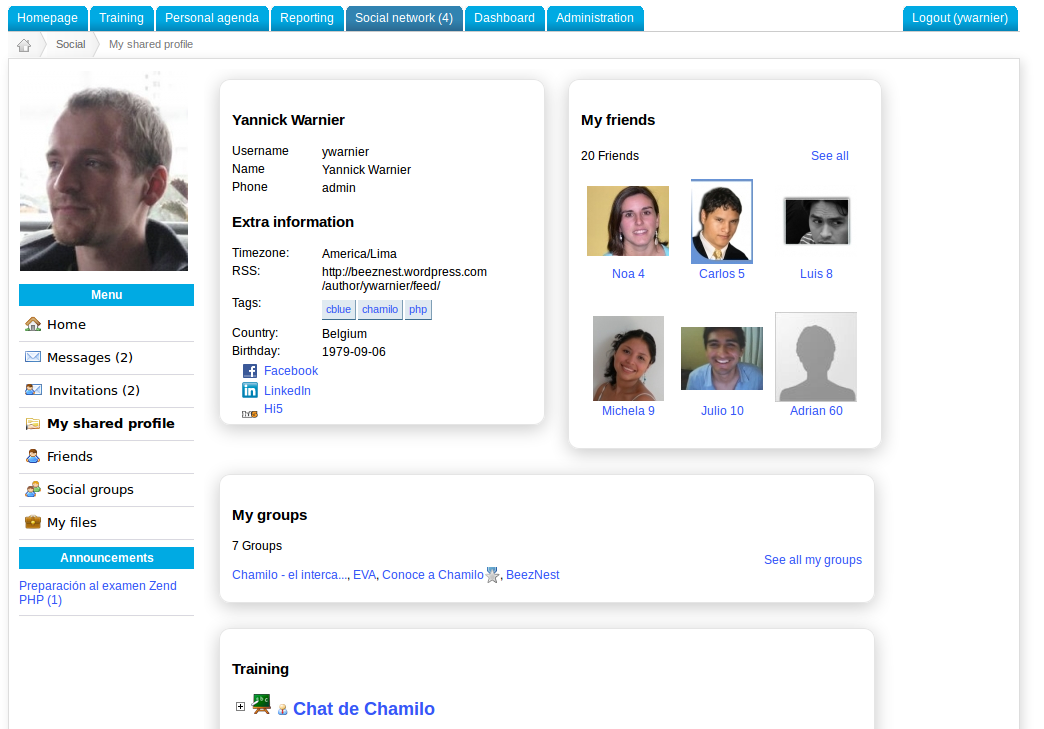 Homepage Training Personal agenda Reporting Social network (4) Dashboard Administration Logout (ywarnier)
Social My shared profile
Menu
Home
Messages (2)
Invitations (2)
My shared profile
Friends
Social groups
My files
Announcements
Preparación al examen Zend
PHP (1)
Yannick Warnier
Username ywarnier
Name Yannick Warnier
Phone admin
Extra information
Timezone: America/Lima
RSS: http://beeznest.wordpress.com
/author/ywarnier/feed/
Tags: cblue chamilo php
Country: Belgium
Birthday: 1979-09-06
Facebook
LinkedIn
Hi5
My friends
20 Friends See all
Noa 4 Carlos 5 Luis 8
Michela 9 Julio 10 Adrian 60
My groups
7 Groups
See all my groups
Chamilo - el interca..., EVA, Conoce a Chamilo, BeezNest
Training
Chat de Chamilo